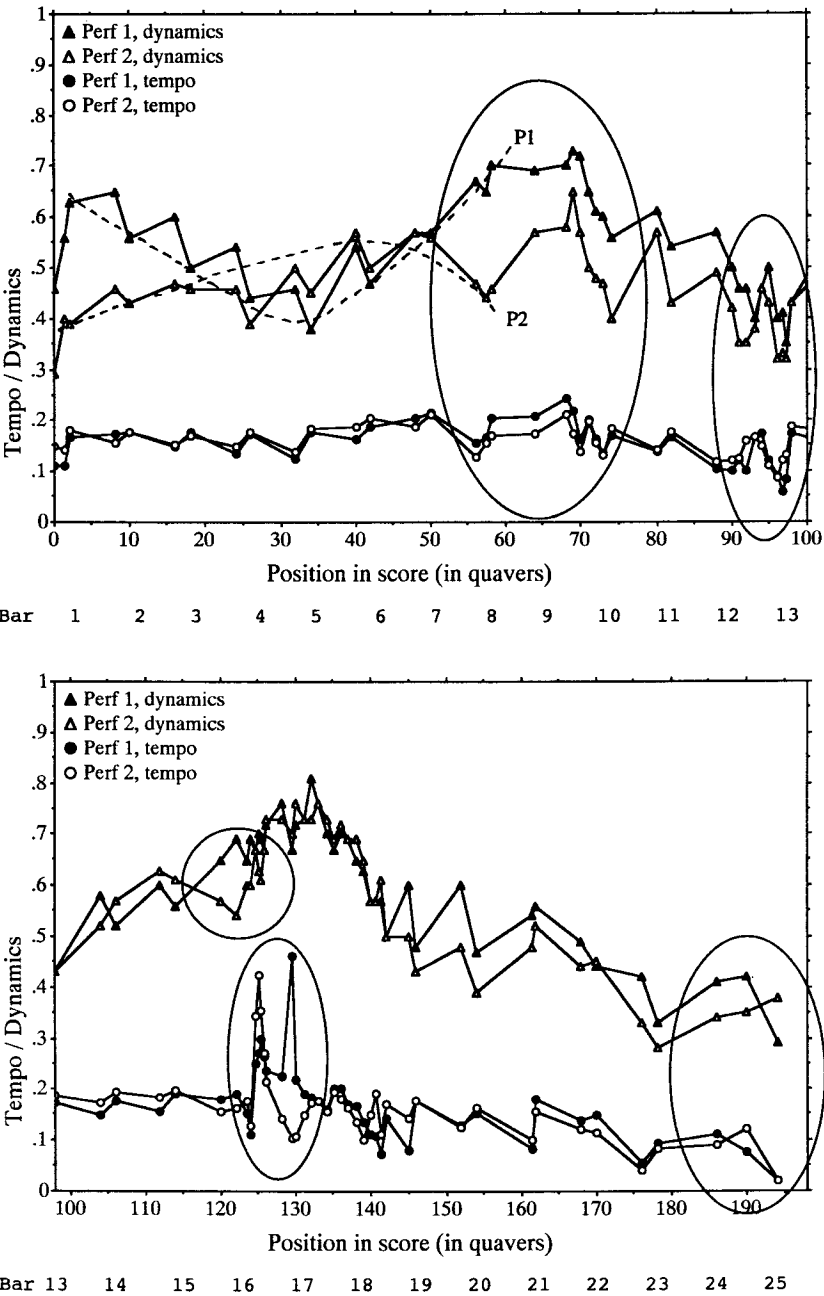 1
.9
.8
.7
.6
.5
.4
.3
.2
.1
0
Tempo / Dynamics
▲ Perf 1, dynamics
△ Perf 2, dynamics
● Perf 1, tempo
○ Perf 2, tempo
P1
P2
0 10 20 30 40 50 60 70 80 90 100
Position in score (in quavers)
Bar 1 2 3 4 5 6 7 8 9 10 11 12 13
1
.9
.8
.7
.6
.5
.4
.3
.2
.1
0
Tempo / Dynamics
▲ Perf 1, dynamics
△ Perf 2, dynamics
● Perf 1, tempo
○ Perf 2, tempo
100 110 120 130 140 150 160 170 180 190
Position in score (in quavers)
Bar 13 14 15 16 17 18 19 20 21 22 23 24 25